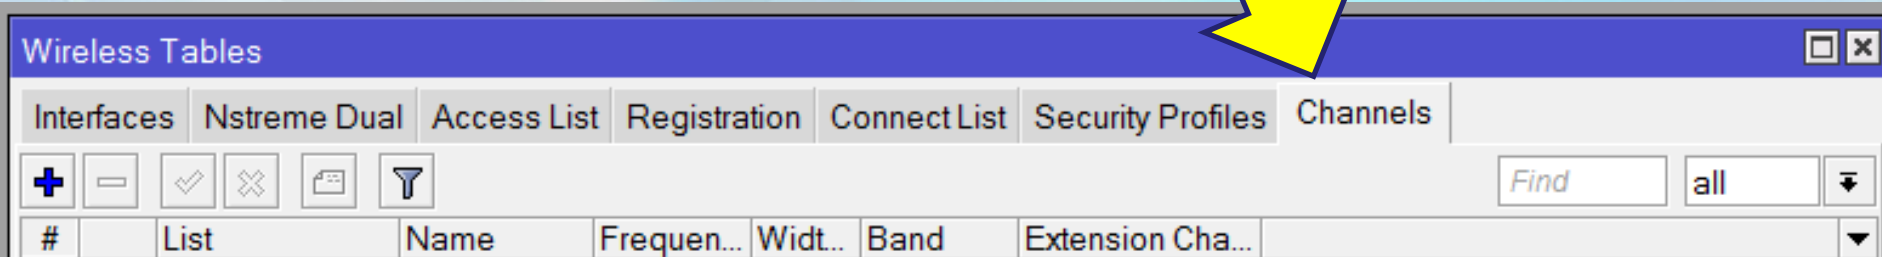 Wireless Tables
Interfaces Nstreme Dual Access List Registration Connect List Security Profiles Channels
Find all
# List Name Frequen... Widt... Band Extension Cha...